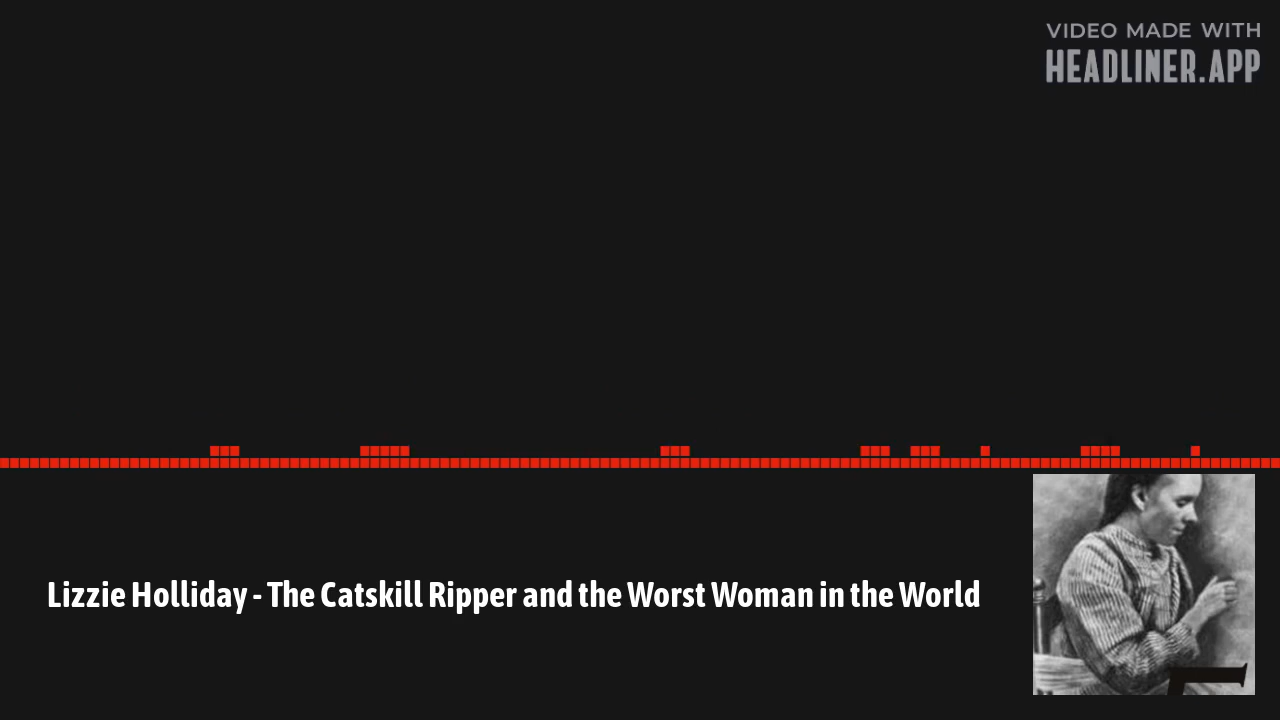 VIDEO MADE WITH
HEADLINER.APP
Lizzie Holliday - The Catskill Ripper and the Worst Woman in the World